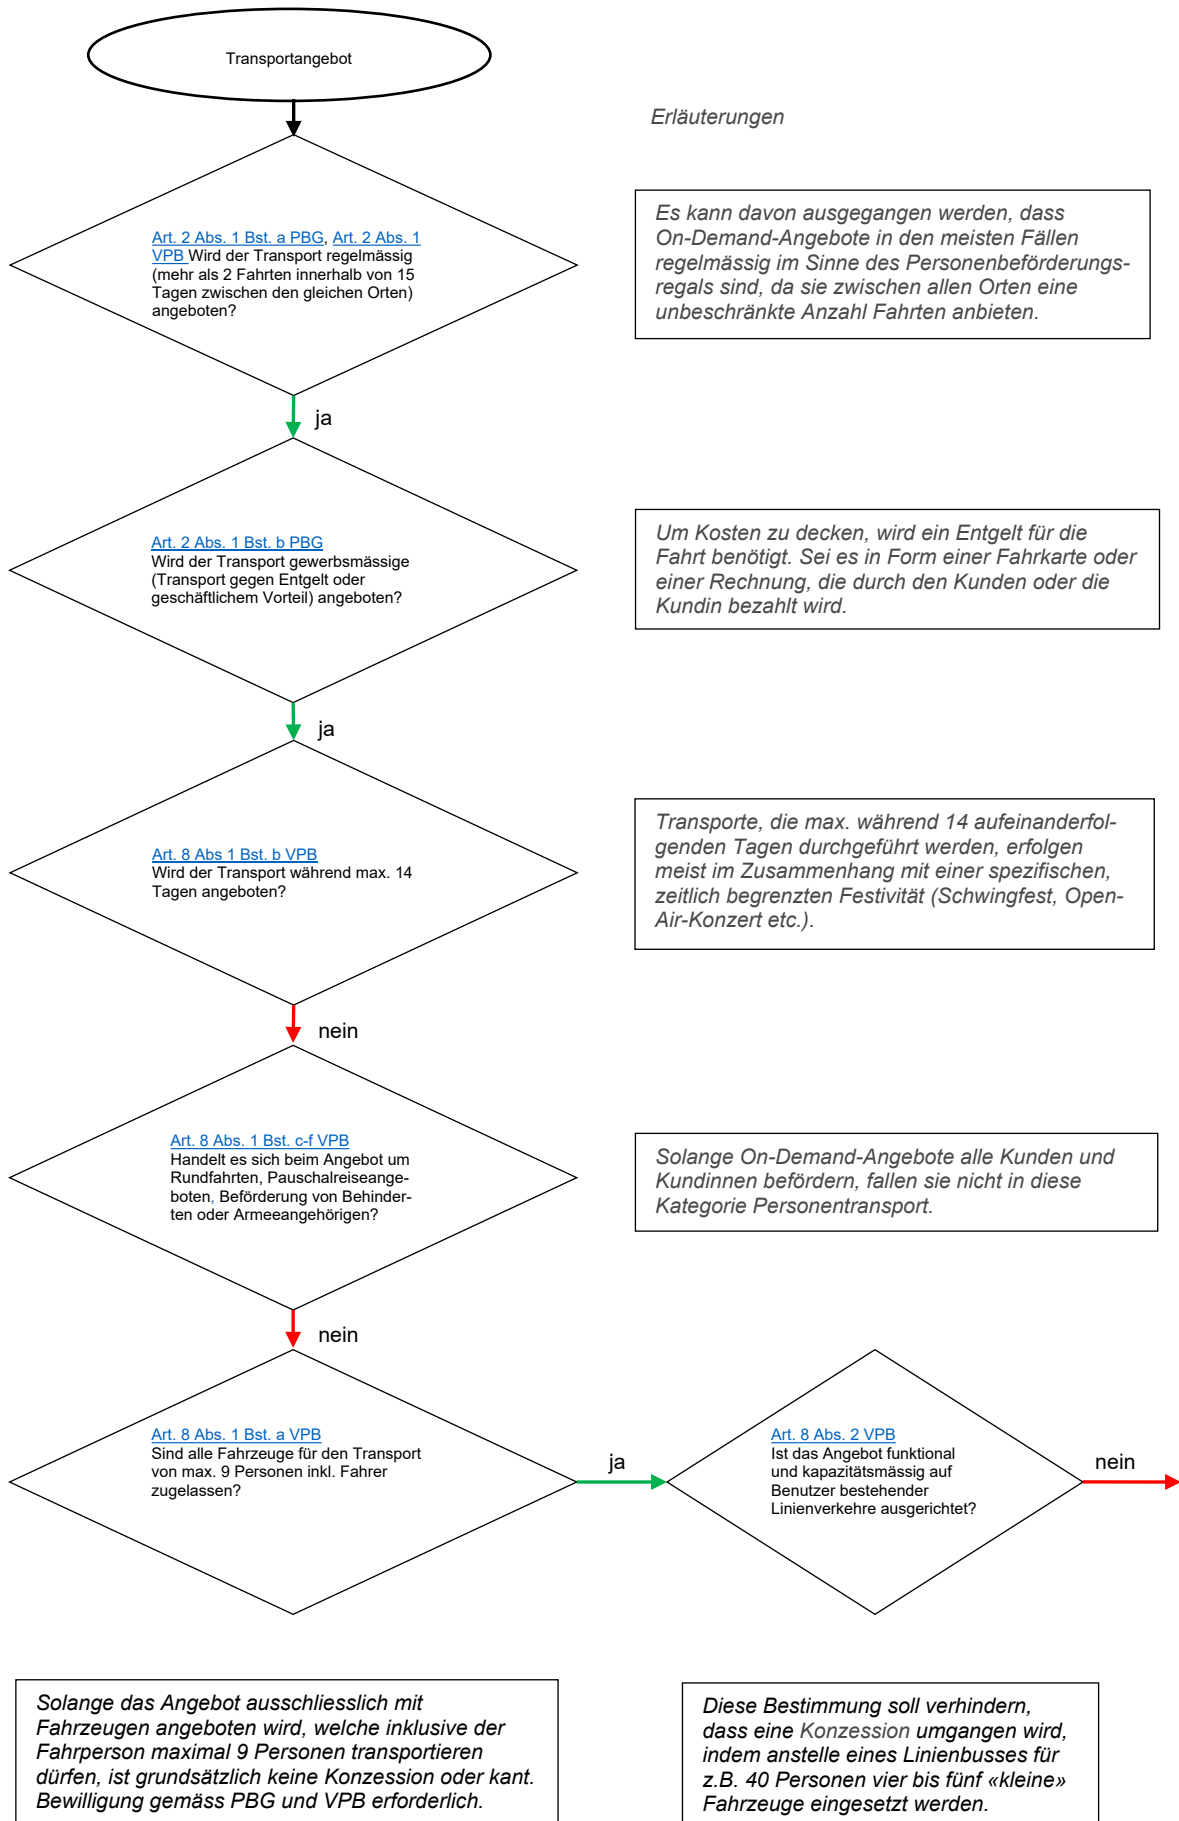 Transportangebot
Erläuterungen
Art. 2 Abs. 1 Bst. a PBG, Art. 2 Abs. 1
VPB Wird der Transport regelmässig
(mehr als 2 Fahrten innerhalb von 15
Tagen zwischen den gleichen Orten)
angeboten?
Es kann davon ausgegangen werden, dass
On-Demand-Angebote in den meisten Fällen
regelmässig im Sinne des Personenbeförderungs-
regals sind, da sie zwischen allen Orten eine
unbeschränkte Anzahl Fahrten anbieten.
ja
Art. 2 Abs. 1 Bst. b PBG
Wird der Transport gewerbsmässige
(Transport gegen Entgelt oder
geschäftlichem Vorteil) angeboten?
Um Kosten zu decken, wird ein Entgelt für die
Fahrt benötigt. Sei es in Form einer Fahrkarte oder
einer Rechnung, die durch den Kunden oder die
Kundin bezahlt wird.
ja
Art. 8 Abs 1 Bst. b VPB
Wird der Transport während max. 14
Tagen angeboten?
Transporte, die max. während 14 aufeinanderfol-
genden Tagen durchgeführt werden, erfolgen
meist im Zusammenhang mit einer spezifischen,
zeitlich begrenzten Festivität (Schwingfest, Open-
Air-Konzert etc.).
nein
Art. 8 Abs. 1 Bst. c-f VPB
Handelt es sich beim Angebot um
Rundfahrten, Pauschalreiseange-
boten, Beförderung von Behinder-
ten oder Armeeangehörigen?
Solange On-Demand-Angebote alle Kunden und
Kundinnen befördern, fallen sie nicht in diese
Kategorie Personentransport.
nein
Art. 8 Abs. 1 Bst. a VPB
Sind alle Fahrzeuge für den Transport
von max. 9 Personen inkl. Fahrer
zugelassen?
ja
Art. 8 Abs. 2 VPB
Ist das Angebot funktional
und kapazitätsmässig auf
Benutzer bestehender
Linienverkehre ausgerichtet?
nein
Solange das Angebot ausschliesslich mit
Fahrzeugen angeboten wird, welche inklusive der
Fahrperson maximal 9 Personen transportieren
dürfen, ist grundsätzlich keine Konzession oder kant.
Bewilligung gemäss PBG und VPB erforderlich.
Diese Bestimmung soll verhindern,
dass eine Konzession umgangen wird,
indem anstelle eines Linienbusses für
z.B. 40 Personen vier bis fünf «kleine»
Fahrzeuge eingesetzt werden.